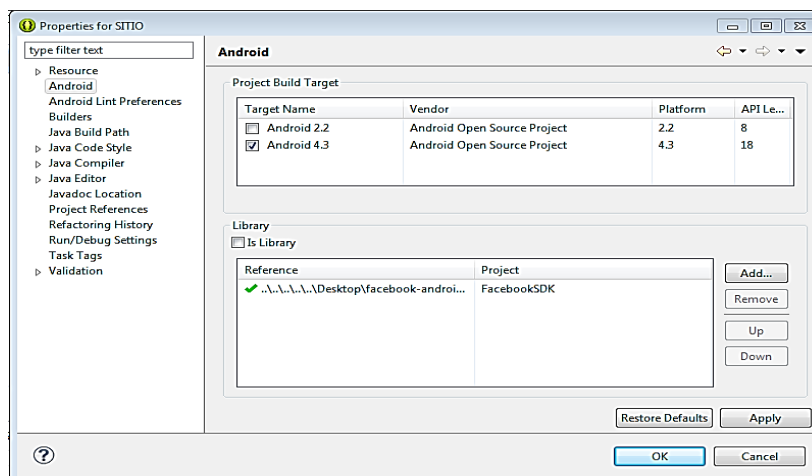 Properties for SITIO
type filter text
Resource
Android
Android Lint Preferences
Builders
Java Build Path
Java Code Style
Java Compiler
Java Editor
Javadoc Location
Project References
Refactoring History
Run/Debug Settings
Task Tags
Validation
Android
Project Build Target
Target Name Vendor Platform API Le...
Android 2.2 Android Open Source Project 2.2 8
Android 4.3 Android Open Source Project 4.3 18
Library
Is Library
Reference Project
..\..\..\..\..\Desktop\facebook-androi... FacebookSDK
Add...
Remove
Up
Down
Restore Defaults Apply
? OK Cancel